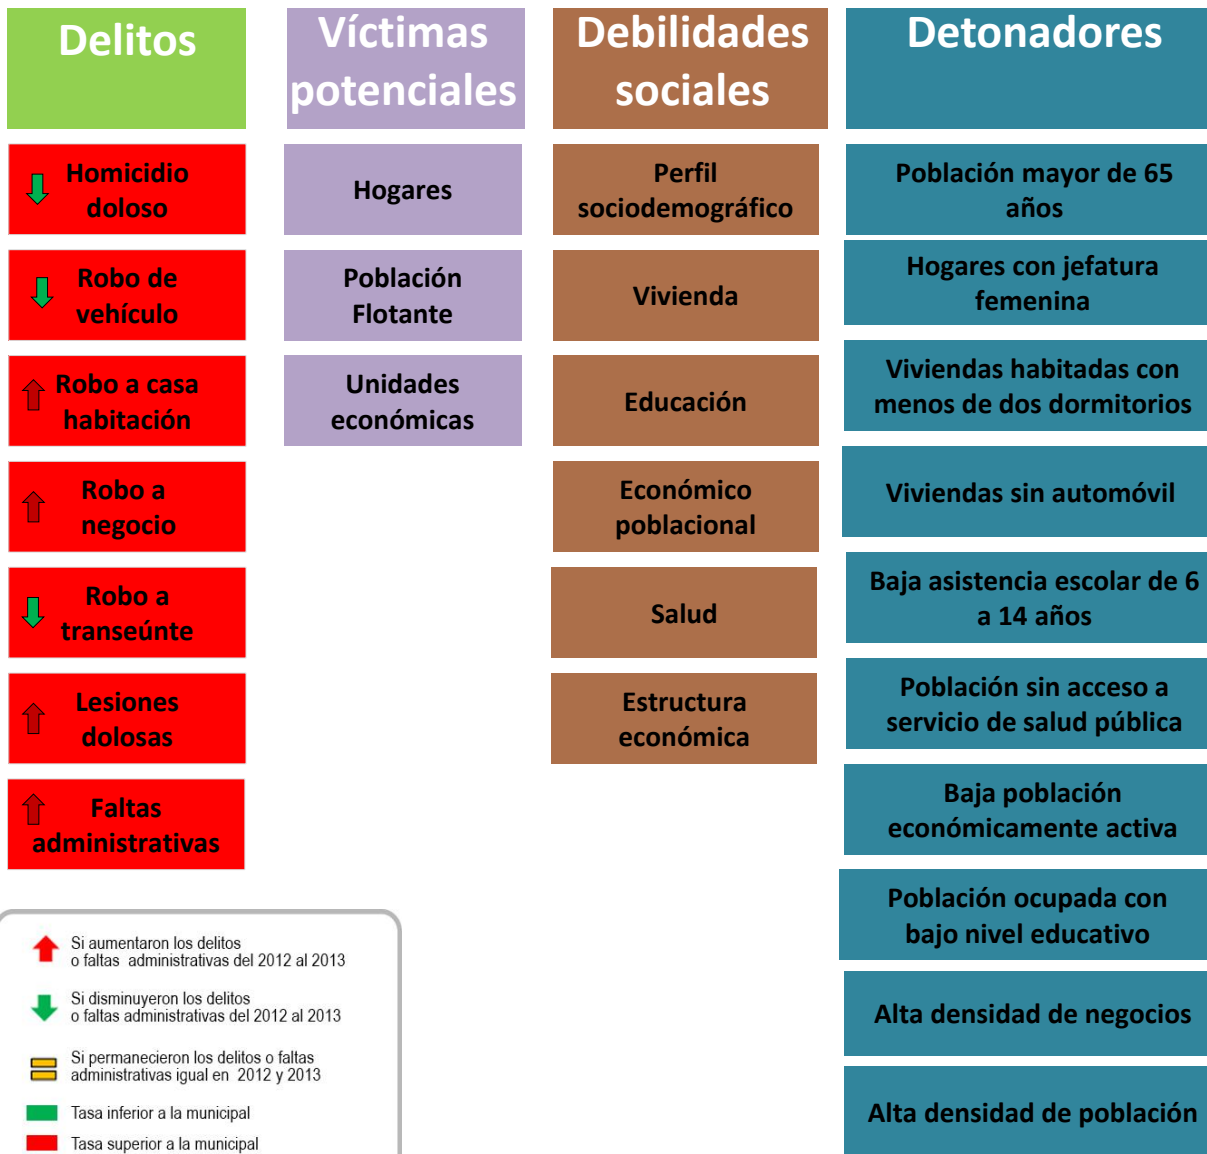 Delitos
Homicidio
doloso
Robo de
vehículo
Robo a casa
habitación
Robo a
negocio
Robo a
transeúnte
Lesiones
dolosas
Faltas
administrativas
Víctimas
potenciales
Hogares
Población
Flotante
Unidades
económicas
Debilidades
sociales
Perfil
sociodemográfico
Vivienda
Educación
Económico
poblacional
Salud
Estructura
económica
Detonadores
Población mayor de 65
años
Hogares con jefatura
femenina
Viviendas habitadas con
menos de dos dormitorios
Viviendas sin automóvil
Baja asistencia escolar de 6
a 14 años
Población sin acceso a
servicio de salud pública
Baja población
económicamente activa
Población ocupada con
bajo nivel educativo
Alta densidad de negocios
Alta densidad de población
Si aumentaron los delitos
o faltas administrativas del 2012 al 2013
Si disminuyeron los delitos
o faltas administrativas del 2012 al 2013
Si permanecieron los delitos o faltas
administrativas igual en 2012 y 2013
Tasa inferior a la municipal
Tasa superior a la municipal